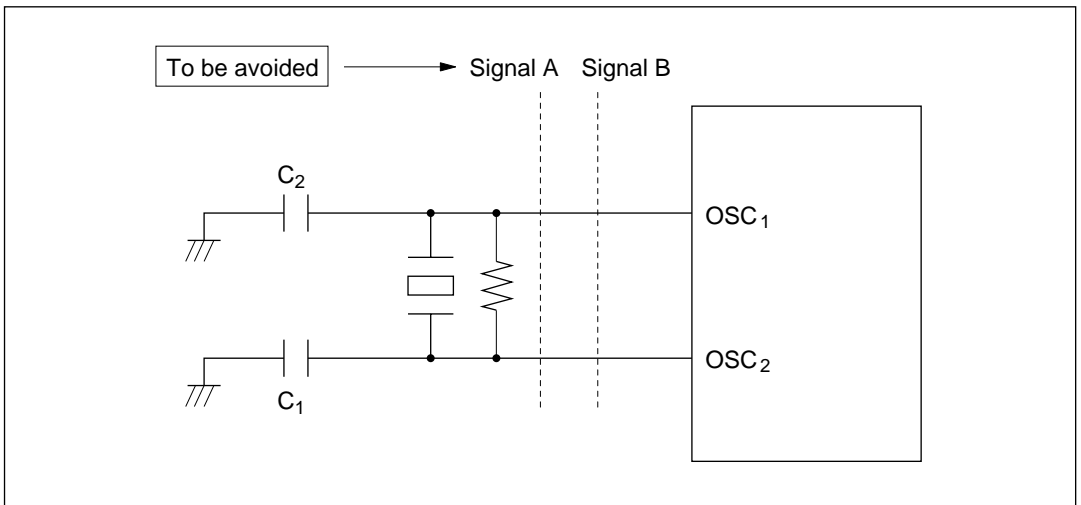 To be avoided Signal A Signal B
C2
OSC1
OSC2
C1